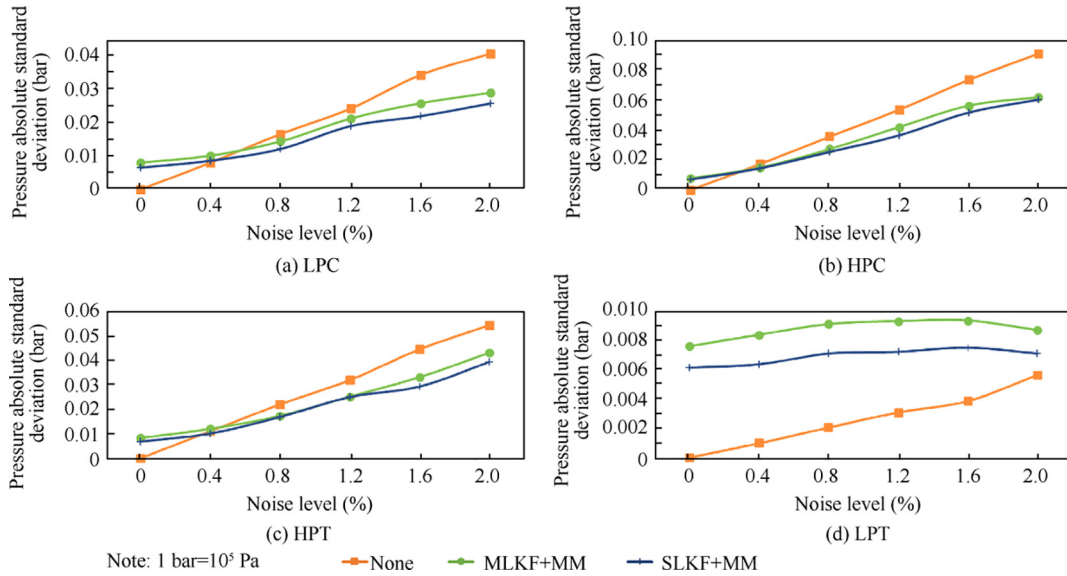 Pressure absolute standard
deviation (bar)
0.04
0.03
0.02
0.01
0
0 0.4 0.8 1.2 1.6 2.0
Noise level (%)
(a) LPC
Pressure absolute standard
deviation (bar)
0.10
0.08
0.06
0.04
0.02
0
0 0.4 0.8 1.2 1.6 2.0
Noise level (%)
(b) HPC
Pressure absolute standard
deviation (bar)
0.06
0.05
0.04
0.03
0.02
0.01
0
0 0.4 0.8 1.2 1.6 2.0
Noise level (%)
(c) HPT
Pressure absolute standard
deviation (bar)
0.010
0.008
0.006
0.004
0.002
0
0 0.4 0.8 1.2 1.6 2.0
Noise level (%)
(d) LPT
Note: 1 bar=10⁵ Pa None MLKF+MM SLKF+MM